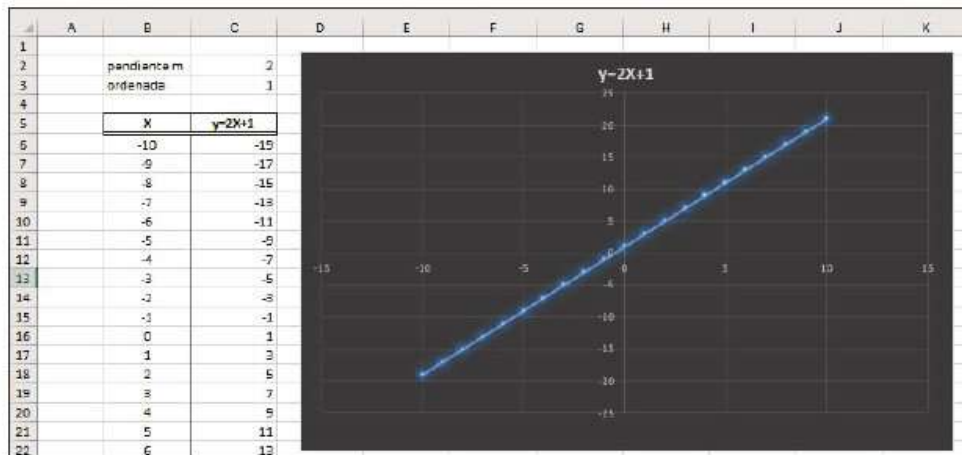 A B C D E F G H I J K
1
2 pendiente m 2
3 ordenada 1
4
5 X y=2X+1
6 -10 -19
7 -9 -17
8 -8 -15
9 -7 -13
10 -6 -11
11 -5 -9
12 -4 -7
13 -3 -5
14 -2 -3
15 -1 -1
16 0 1
17 1 3
18 2 5
19 3 7
20 4 9
21 5 11
22 6 13
y=2X+1
25
20
15
10
5
0
-15 -10 -5 0 5 10 15
-5
-10
-15
-20
-25